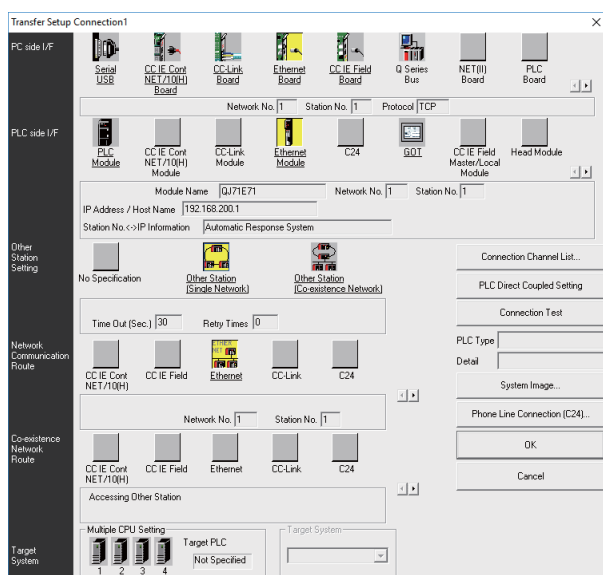 Transfer Setup Connection1
PC side I/F
Serial USB
CC IE Cont NET/10(H) Board
CC-Link Board
Ethernet Board
CC IE Field Board
Q Series Bus
NET(II) Board
PLC Board
Network No. 1 Station No. 1 Protocol TCP
PLC side I/F
PLC Module
CC IE Cont NET/10(H) Module
CC-Link Module
Ethernet Module
C24
GOT
CC IE Field Master/Local Module
Head Module
Module Name QJ71E71 Network No. 1 Station No. 1
IP Address / Host Name 192.168.200.1
Station No.<->IP Information Automatic Response System
Other Station Setting
No Specification
Other Station (Single Network)
Other Station (Co-existence Network)
Time Out (Sec.) 30 Retry Times 0
Network Communication Route
CC IE Cont NET/10(H)
CC IE Field
Ethernet
CC-Link
C24
Network No. 1 Station No. 1
Co-existence Network Route
CC IE Cont NET/10(H)
CC IE Field
Ethernet
CC-Link
C24
Accessing Other Station
Target System
Multiple CPU Setting
1 2 3 4
Target PLC
Not Specified
Target System
Connection Channel List...
PLC Direct Coupled Setting
Connection Test
PLC Type
Detail
System Image...
Phone Line Connection (C24)...
OK
Cancel